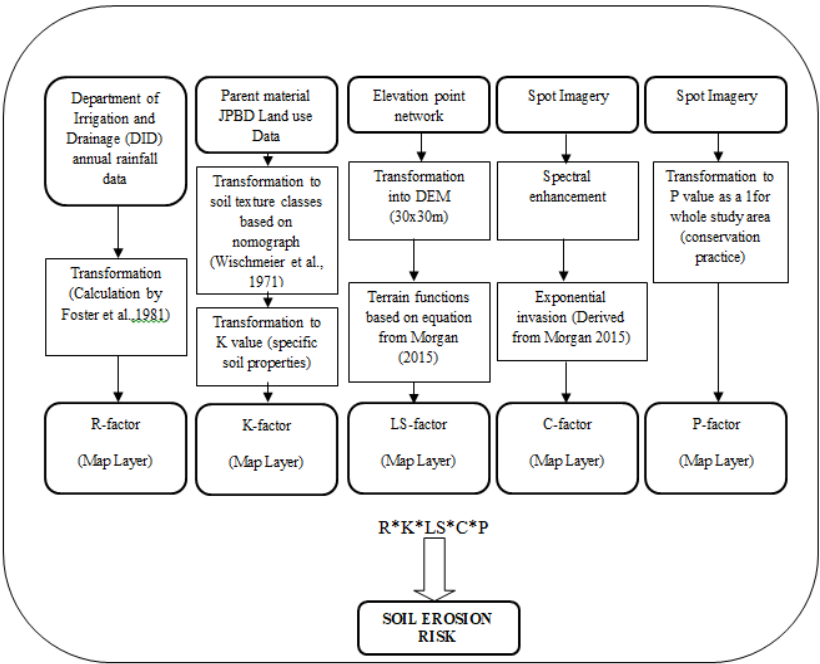 Department of
Irrigation and
Drainage (DID)
annual rainfall
data
Transformation
(Calculation by
Foster et al.,1981)
R-factor
(Map Layer)
Parent material
JPBD Land use
Data
Transformation to
soil texture classes
based on
nomograph
(Wischmeier et al.,
1971)
Transformation to
K value (specific
soil properties)
K-factor
(Map Layer)
Elevation point
network
Transformation
into DEM
(30x30m)
Terrain functions
based on equation
from Morgan
(2015)
LS-factor
(Map Layer)
Spot Imagery
Spectral
enhancement
Exponential
invasion (Derived
from Morgan 2015)
C-factor
(Map Layer)
Spot Imagery
Transformation to
P value as a 1for
whole study area
(conservation
practice)
P-factor
(Map Layer)
R*K*LS*C*P
SOIL EROSION
RISK